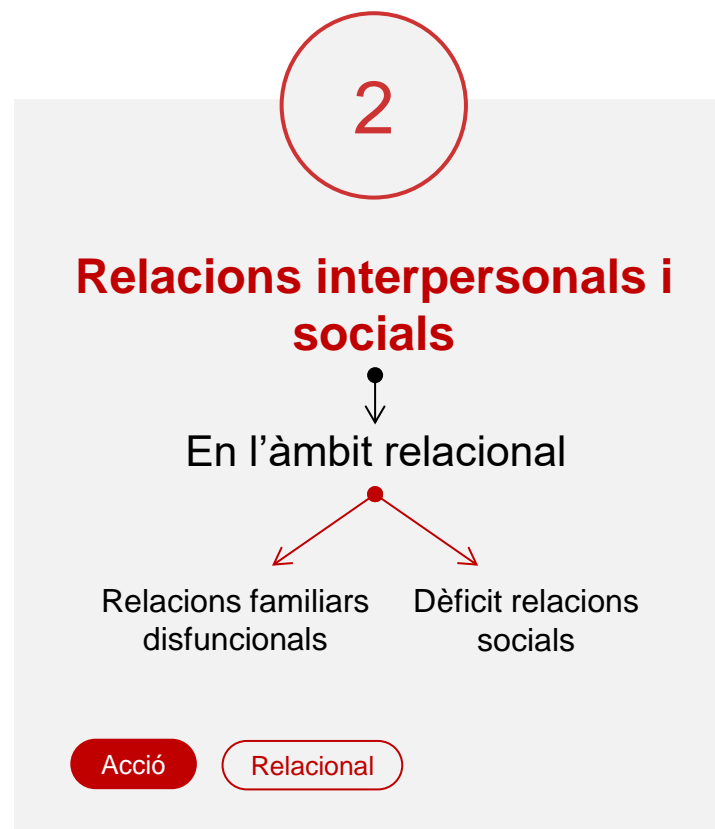 2
Relacions interpersonals i
socials
En l’àmbit relacional
Relacions familiars
disfuncionals
Dèficit relacions
socials
Acció
Relacional